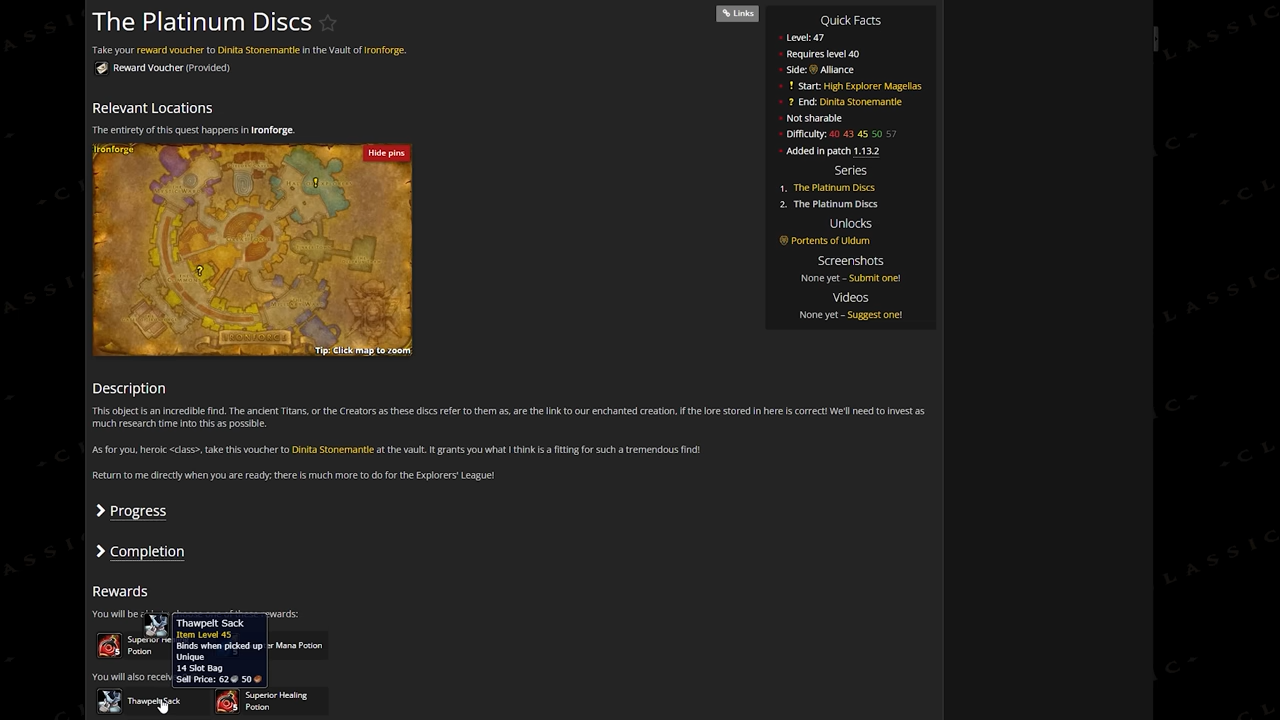 The Platinum Discs
Links
Take your reward voucher to Dinita Stonemantle in the Vault of Ironforge.
Reward Voucher (Provided)
Relevant Locations
The entirety of this quest happens in Ironforge.
Ironforge
Hide pins
Tip: Click map to zoom
Quick Facts
Level: 47
Requires level 40
Side: Alliance
Start: High Explorer Magellas
End: Dinita Stonemantle
Not sharable
Difficulty: 40 43 45 50 57
Added in patch 1.13.2
Series
1. The Platinum Discs
2. The Platinum Discs
Unlocks
Portents of Uldum
Screenshots
None yet – Submit one!
Videos
None yet – Suggest one!
Description
This object is an incredible find. The ancient Titans, or the Creators as these discs refer to them as, are the link to our enchanted creation, if the lore stored in here is correct! We'll need to invest as
much research time into this as possible.
As for you, heroic <class>, take this voucher to Dinita Stonemantle at the vault. It grants you what I think is a fitting for such a tremendous find!
Return to me directly when you are ready; there is much more to do for the Explorers' League!
Progress
Completion
Rewards
You will be
wards:
Thawpelt Sack
Item Level 45
Binds when picked up
Unique
14 Slot Bag
Sell Price: 62 50
Superior He
Potion
5
Mana Potion
You will also receiv
Thawpelt Sack
Superior Healing
Potion
5